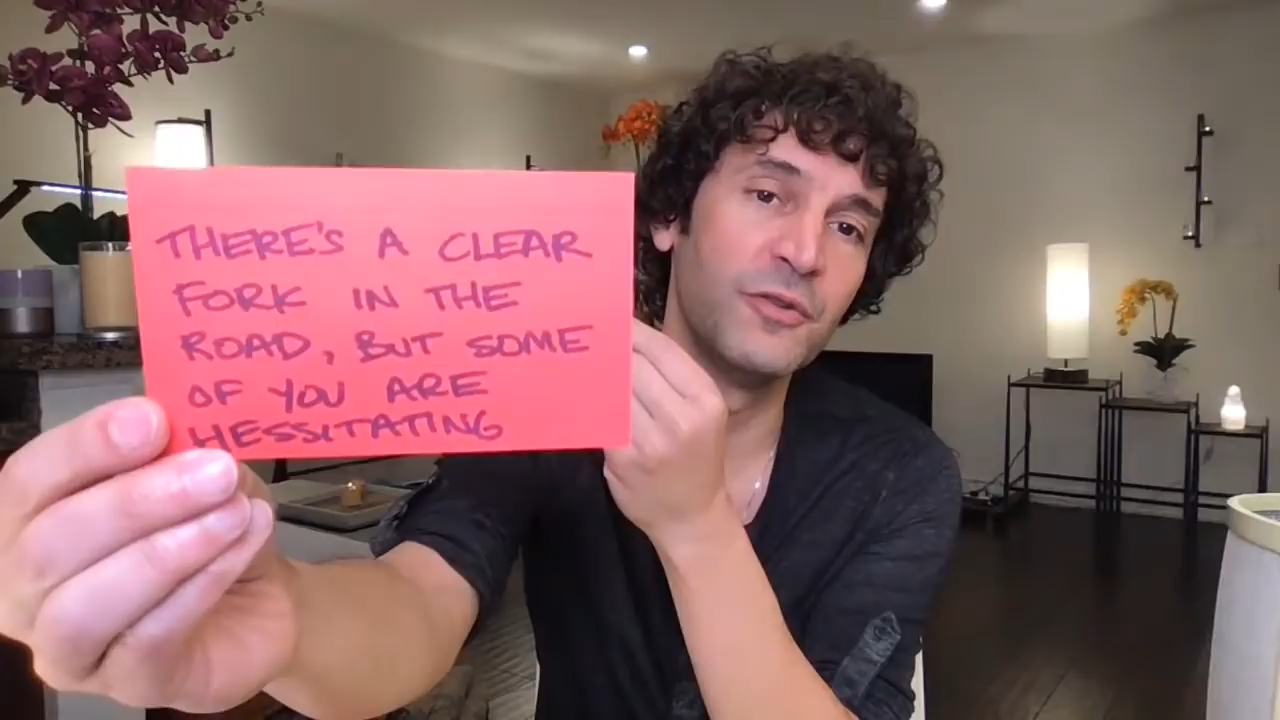 THERE'S A CLEAR
FORK IN THE
ROAD, BUT SOME
OF YOU ARE
HESSITATING